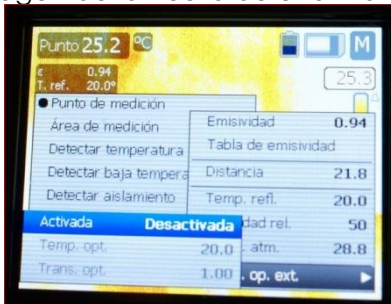 Punto 25.2 °C
M
ε 0.94
T. ref. 20.0°
25.3
Punto de medición
Área de medición
Detectar temperatura
Detectar baja tempera
Detectar aislamiento
Emisividad 0.94
Tabla de emisividad
Distancia 21.8
Temp. refl. 20.0
dad rel. 50
atm. 28.8
. op. ext.
Activada Desactivada
Temp. opt. 20.0
Trans. opt. 1.00